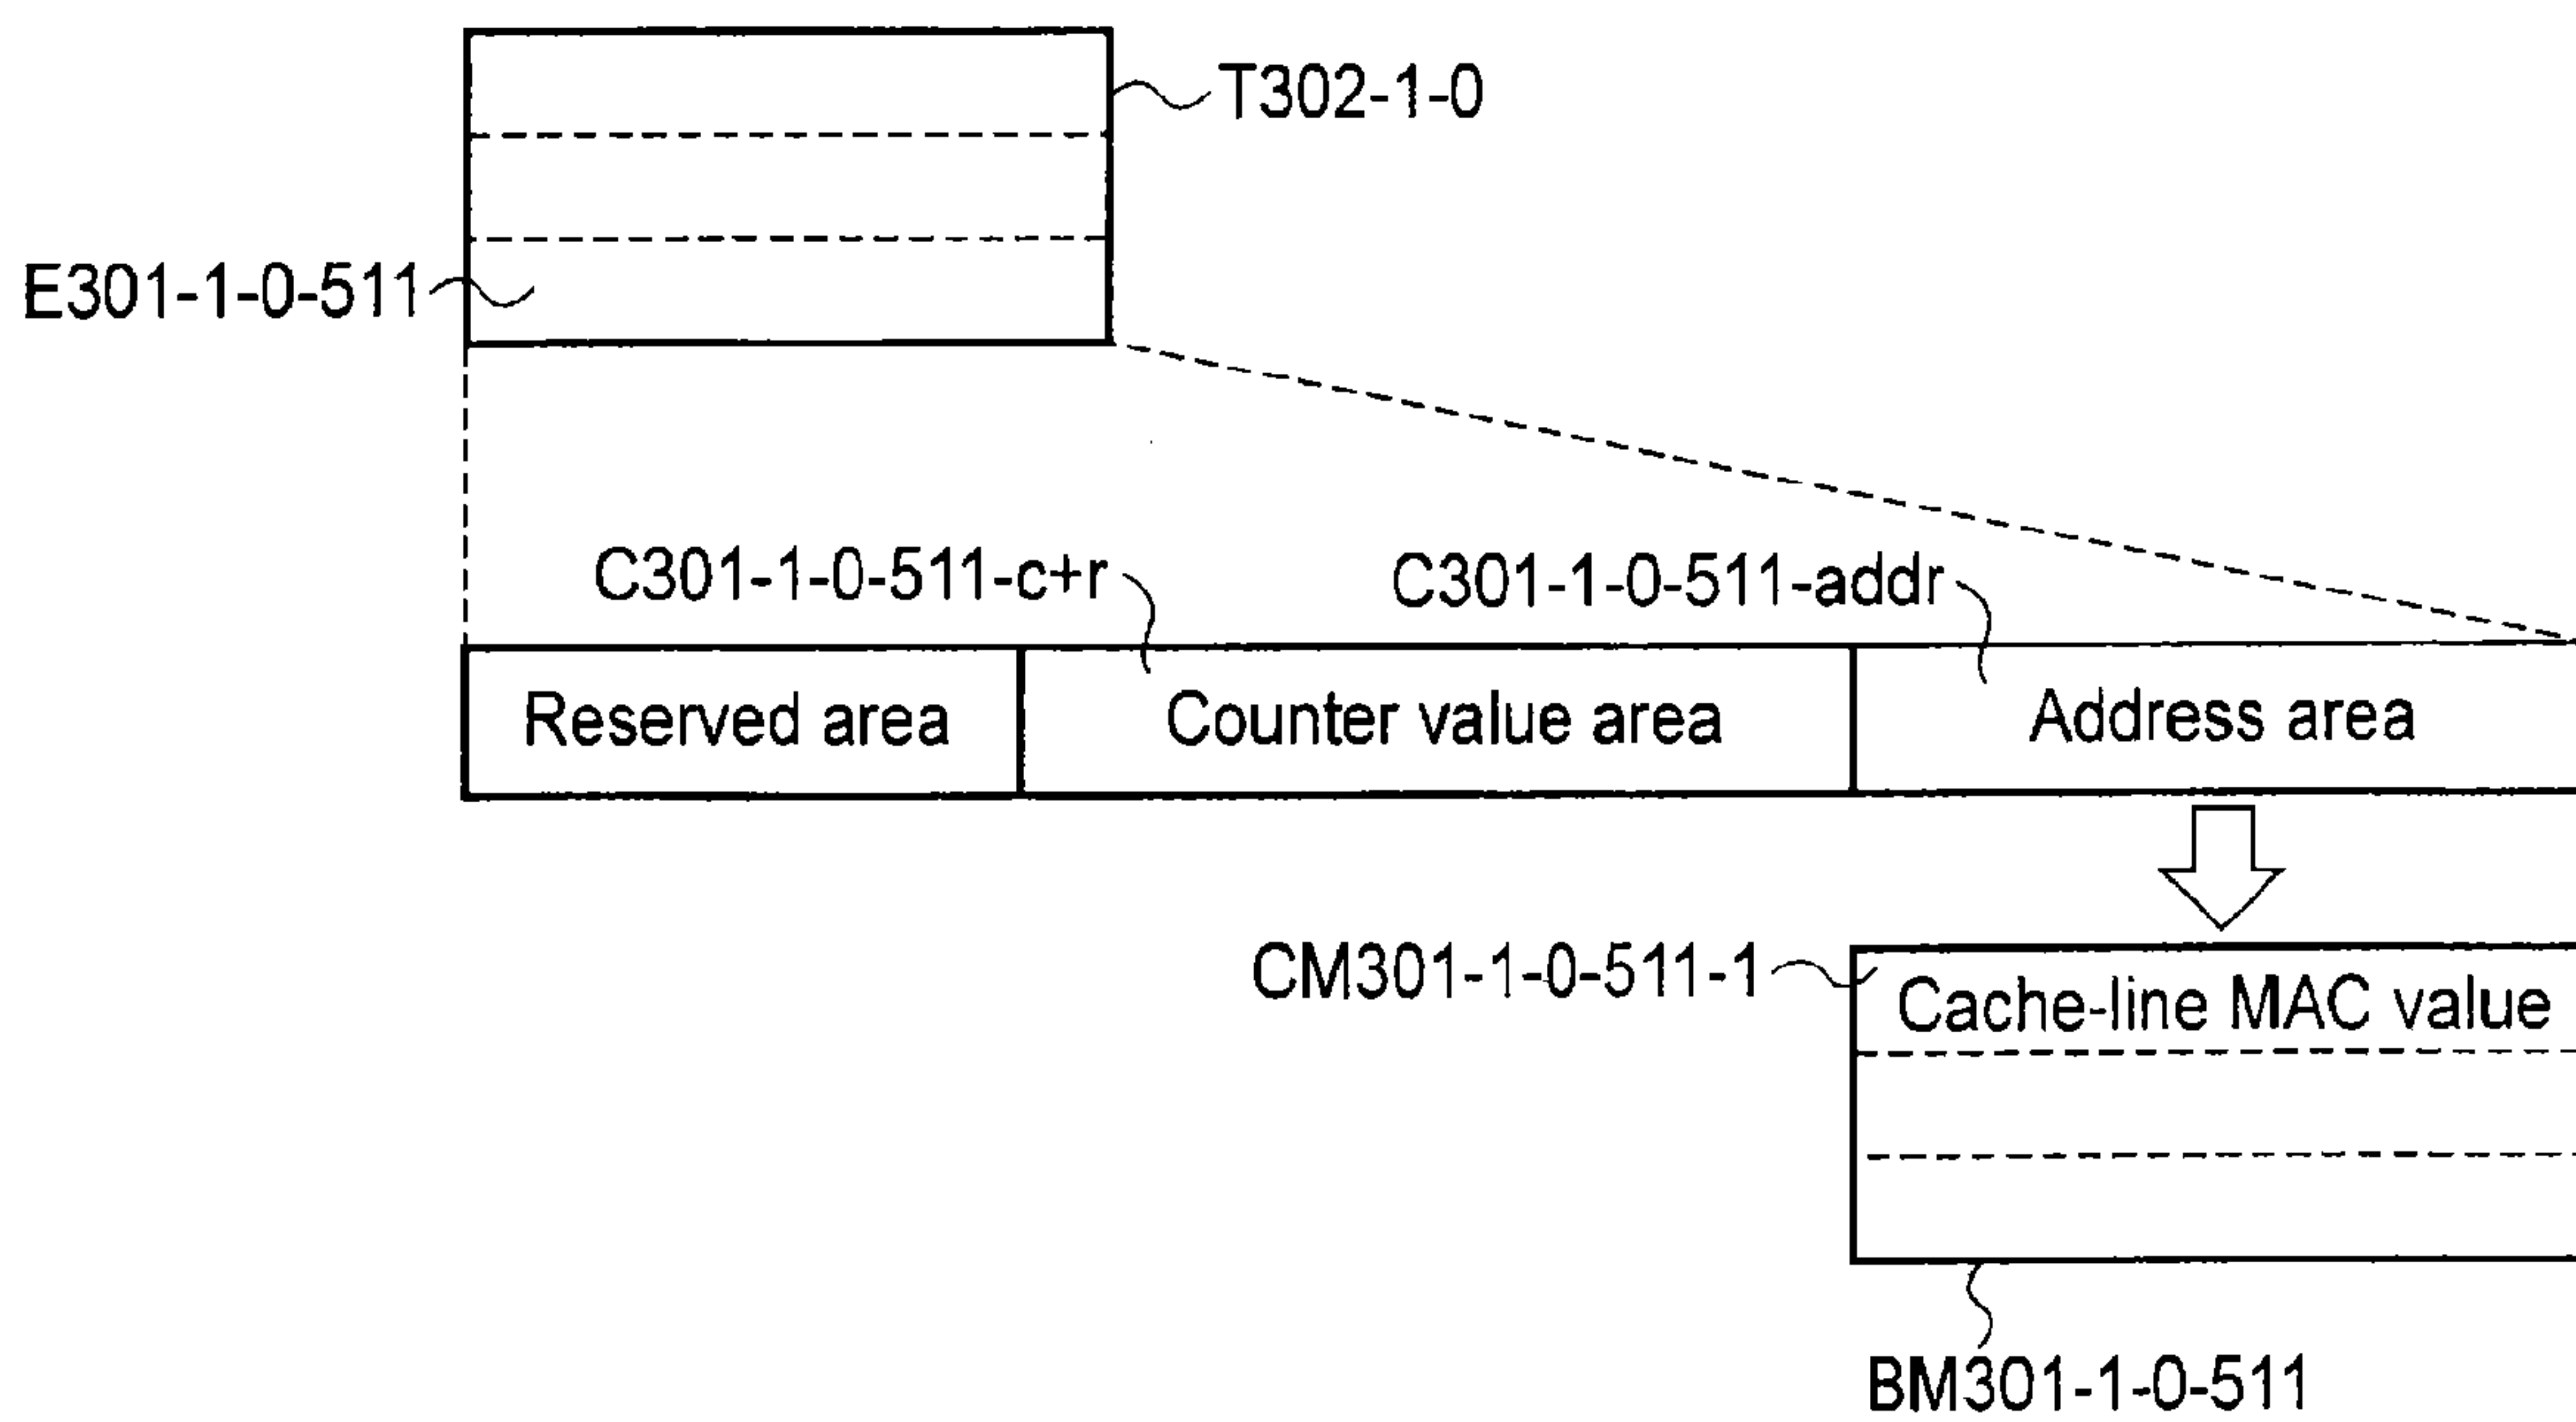 T302-1-0
E301-1-0-511
C301-1-0-511-c+r
C301-1-0-511-addr
Reserved area
Counter value area
Address area
CM301-1-0-511-1
Cache-line MAC value
BM301-1-0-511